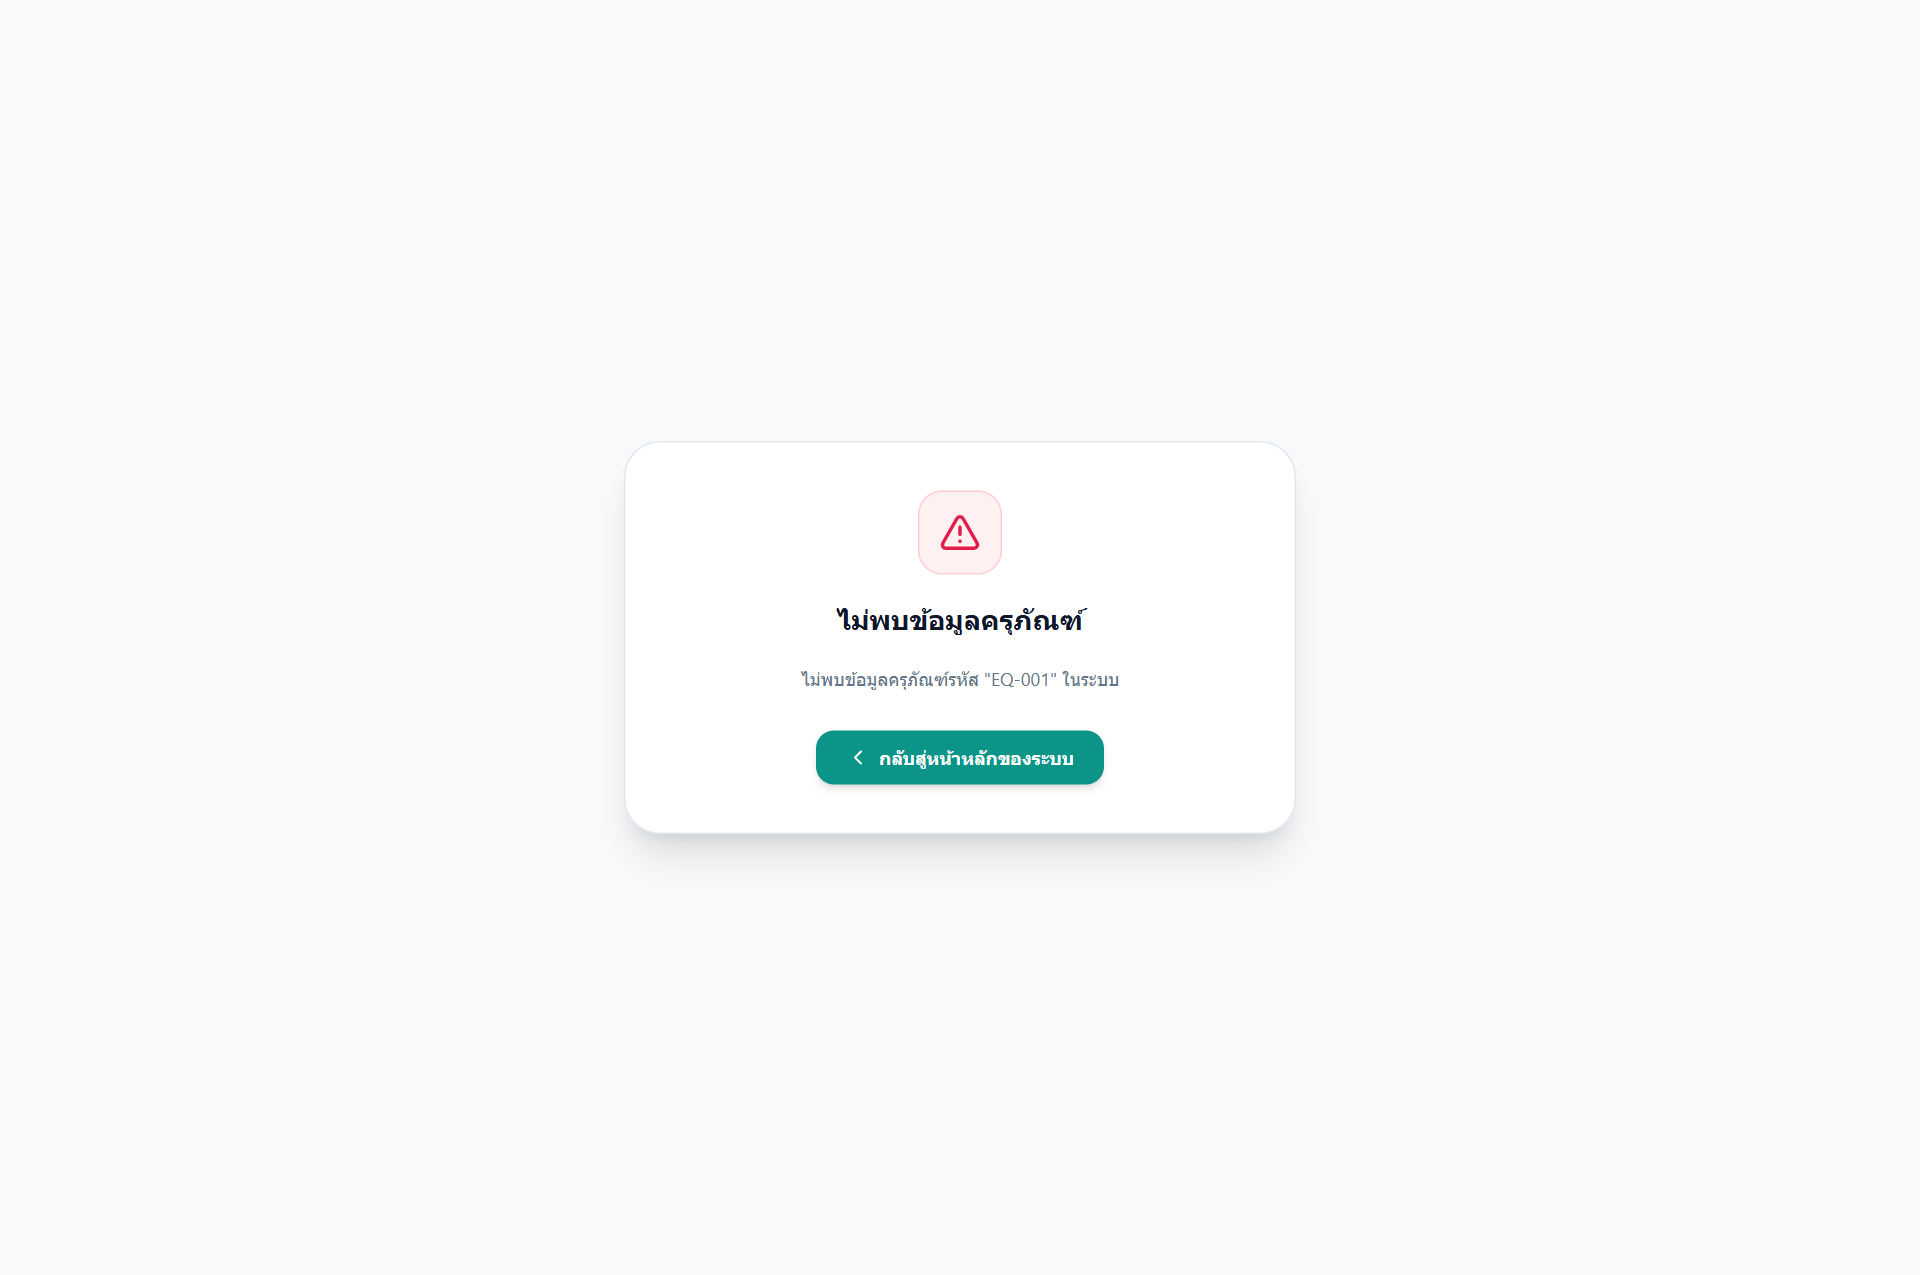 ไม่พบข้อมูลครุภัณฑ์
ไม่พบข้อมูลครุภัณฑ์รหัส "EQ-001" ในระบบ
กลับสู่หน้าหลักของระบบ